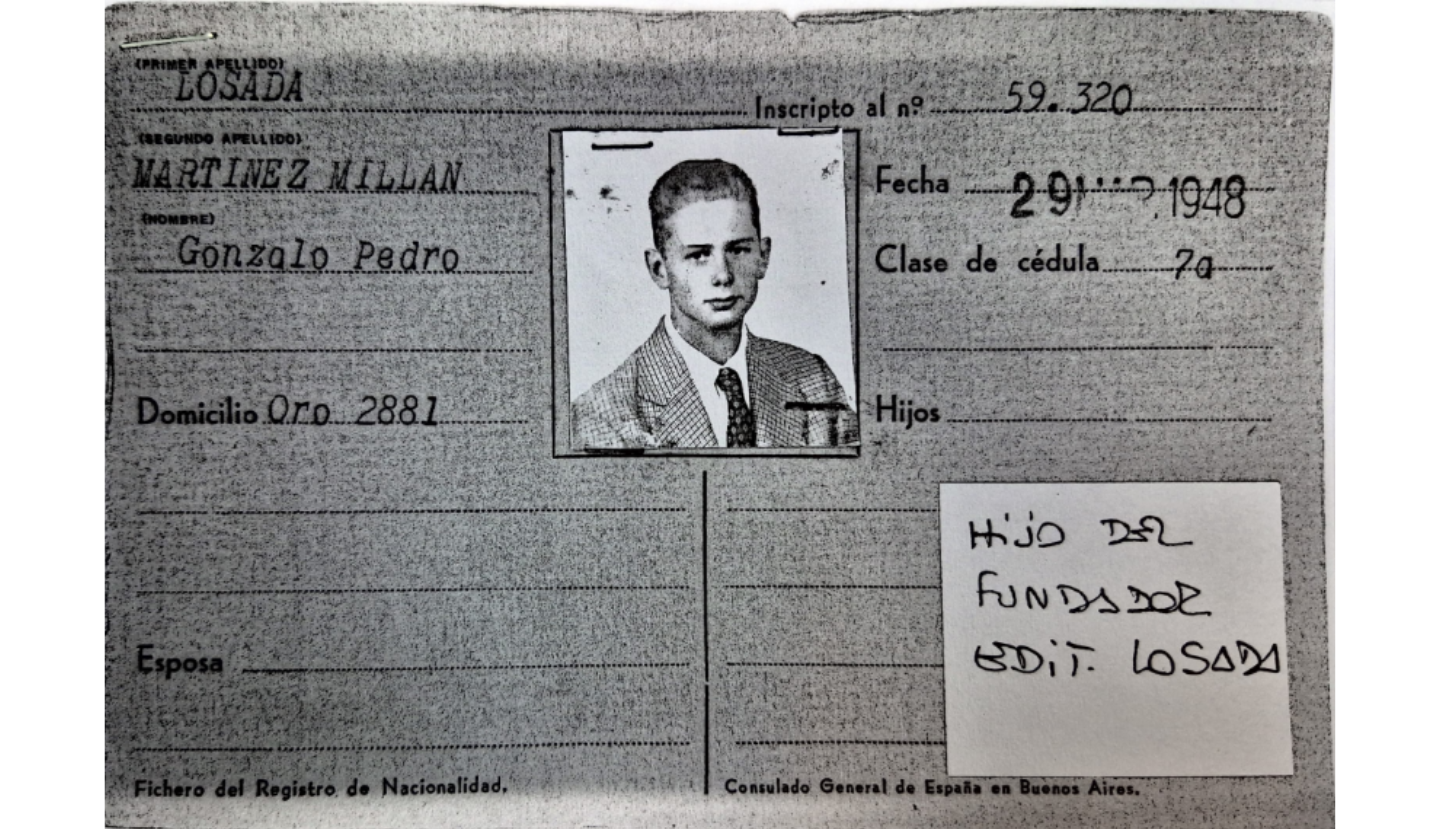 (PRIMER APELLIDO)
LOSADA
Inscripto al nº 59.320
(SEGUNDO APELLIDO)
MARTINEZ MILLAN
Fecha 29 1948
(NOMBRE)
Gonzalo Pedro
Clase de cédula 7a
Domicilio Oro 2881
Hijos
HIJO DEL
FUNDADOR
EDIT. LOSADA
Esposa
Fichero del Registro de Nacionalidad.
Consulado General de España en Buenos Aires.